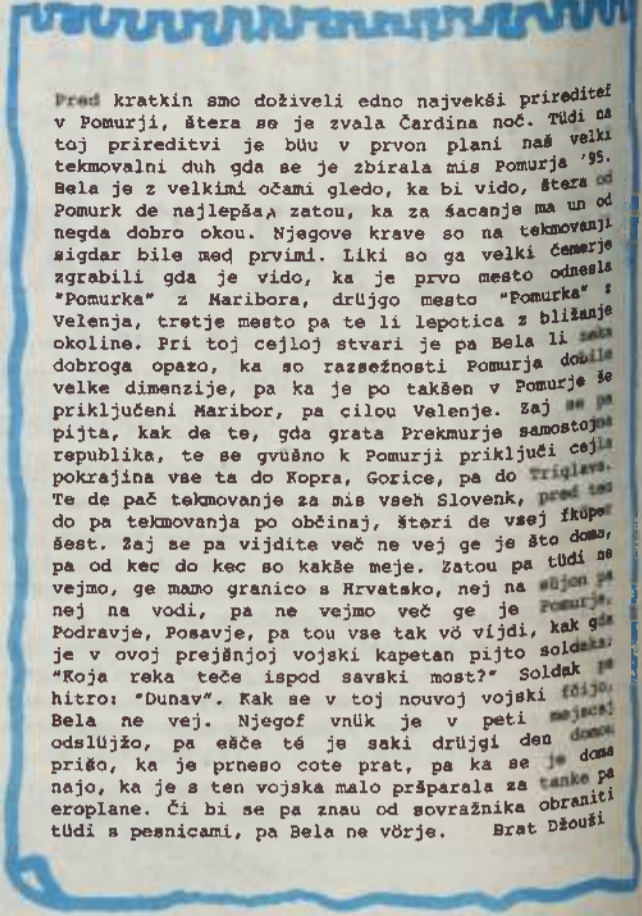 Pred kratkin smo doživeli edno najvekši prireditef
v Pomurji, štera se je zvala Čardina noč. Tüdi na
toj prireditvi je büu v prvon plani naš velki
tekmovalni duh gda se je zbirala mis Pomurja '95.
Bela je z velkimi očami gledo, ka bi vido, štera od
Pomurk de najlepša, zatou, ka za šacanje ma un od
negda dobro okou. Njegove krave so na tekmovanji
sigdar bile med prvimi. Liki so ga velki čemerje
zgrabili gda je vido, ka je prvo mesto odnesla
"Pomurka" z Maribora, drüjgo mesto "Pomurka" z
Velenja, tretje mesto pa te li lepotica z bližanje
okoline. Pri toj cejloj stvari je pa Bela li
dobroga opazo, ka so razsežnosti Pomurja dobile
velke dimenzije, pa ka je po takšen v Pomurje še
priključeni Maribor, pa cilou Velenje. Zaj se pa
pijta, kak de te, gda grata Prekmurje samostojna
republika, te se gvüšno k Pomurji priključi cejla
pokrajina vse ta do Kopra, Gorice, pa do Triglava.
Te de pač tekmovanje za mis vseh Slovenk, pred ten
do pa tekmovanja po občinaj, šteri de vsej fküper
šest. Zaj se pa vijdite več ne vej ge je što doma,
pa od kec do kec so kakše meje. Zatou pa tüdi ne
vejmo, ge mamo granico s Hrvatsko, nej na süjon pa
nej na vodi, pa ne vejmo več ge je Pomurje,
Podravje, Posavje, pa tou vse tak vö vijdi, kak gda
je v ovoj prejšnjoj vojski kapetan pijto soldaka:
"Koja reka teče ispod savski most?" Soldak pa
hitro: "Dunav". Kak se v toj nouvoj vojski fčijo,
Bela ne vej. Njegof vnük je v peti mejscaj
odslüjžo, pa ešče té je saki drüjgi den domou
prišo, ka je prneso cote prat, pa ka se je doma
najo, ka je s ten vojska malo pršparala za tanke pa
eroplane. Či bi se pa znau od sovražnika obraniti
tüdi s pesnicami, pa Bela ne vörje. Brat Džouži